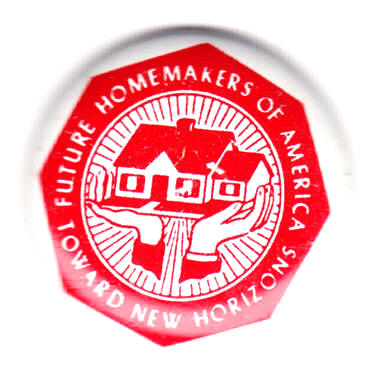 FUTURE HOMEMAKERS OF AMERICA
TOWARD NEW HORIZONS